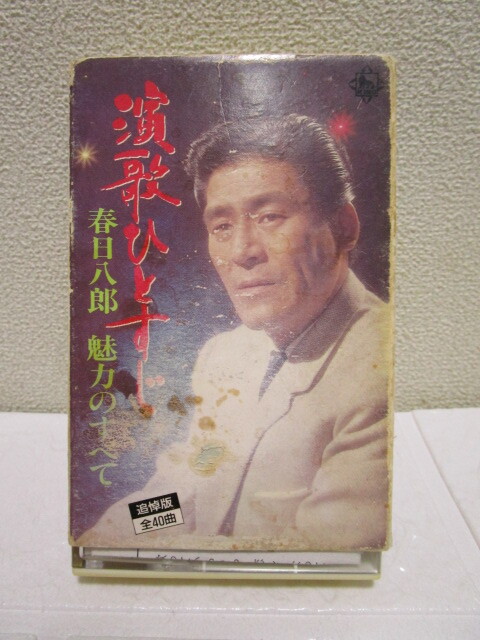 演歌ひとすじ
春日八郎 魅力のすべて
追悼版
全40曲